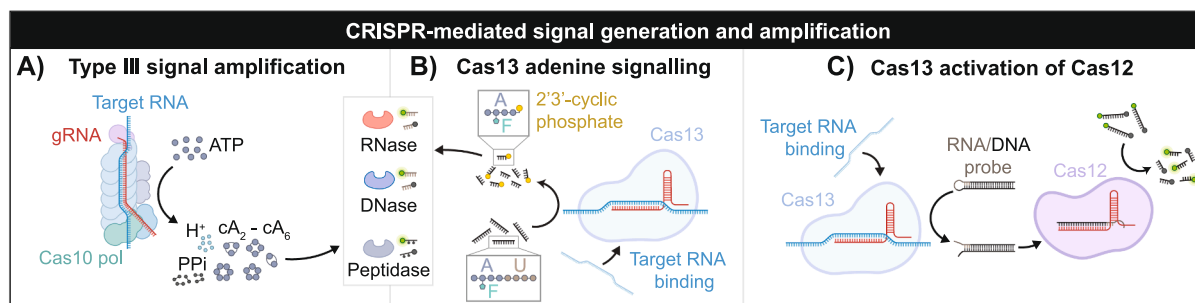 CRISPR-mediated signal generation and amplification
A) Type III signal amplification
Target RNA
gRNA
ATP
H⁺
cA₂ - cA₆
PPi
Cas10 pol
RNase
DNase
Peptidase
B) Cas13 adenine signalling
A
F
2'3'-cyclic
phosphate
Cas13
A U
F
Target RNA
binding
C) Cas13 activation of Cas12
Target RNA
binding
Cas13
RNA/DNA
probe
Cas12